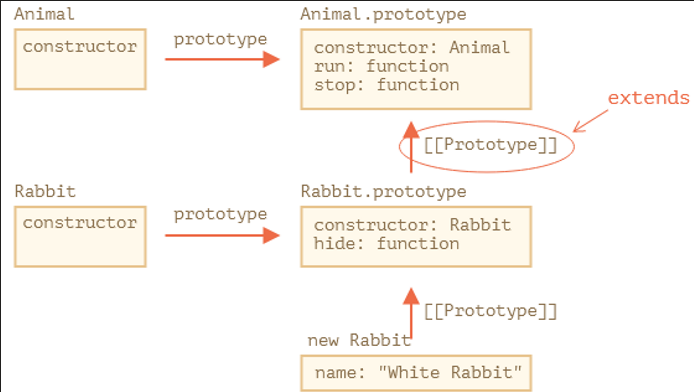 Animal
constructor
prototype
Animal.prototype
constructor: Animal
run: function
stop: function
extends
[[Prototype]]
Rabbit
constructor
prototype
Rabbit.prototype
constructor: Rabbit
hide: function
[[Prototype]]
new Rabbit
name: "White Rabbit"